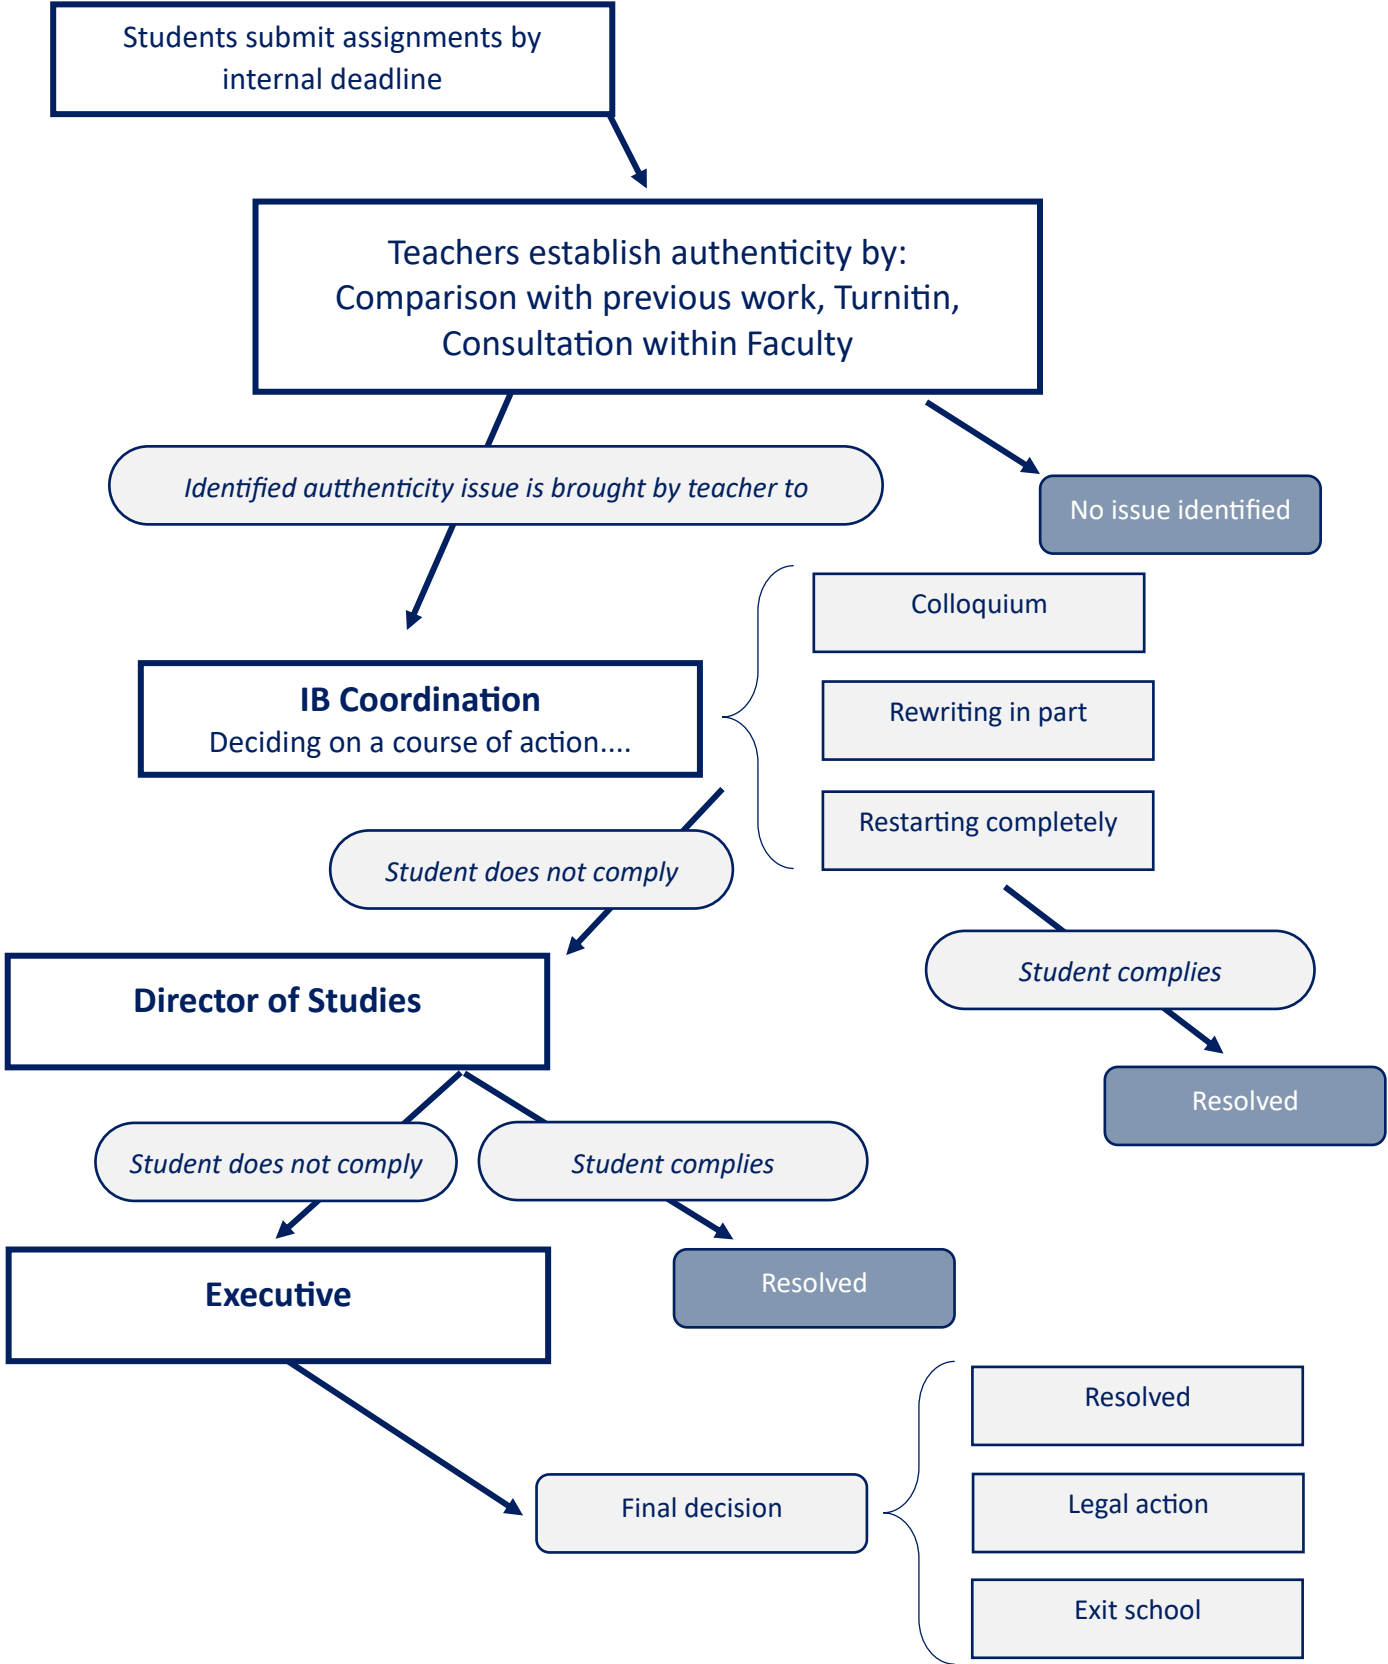 Students submit assignments by
internal deadline
Teachers establish authenticity by:
Comparison with previous work, Turnitin,
Consultation within Faculty
Identified autthenticity issue is brought by teacher to
No issue identified
Colloquium
IB Coordination
Deciding on a course of action....
Rewriting in part
Restarting completely
Student does not comply
Student complies
Director of Studies
Resolved
Student does not comply
Student complies
Executive
Resolved
Final decision
Resolved
Legal action
Exit school